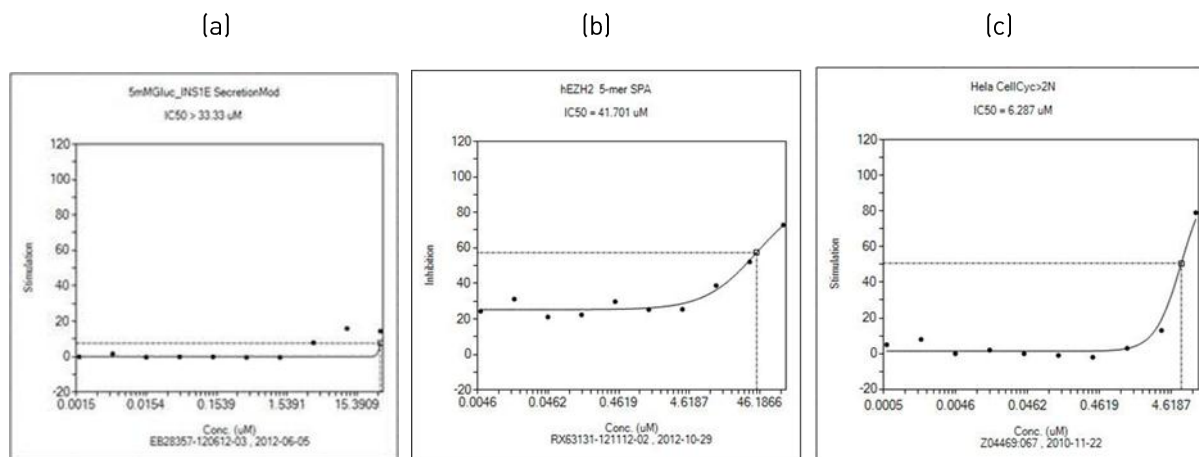 (a)
5mMGluc_INS1E SecretionMod
IC50 > 33.33 uM
120
100
80
60
40
20
0
-20
Stimulation
0.0015 0.0154 0.1539 1.5391 15.3909
Conc. (uM)
EB28357-120612-03 , 2012-06-05
(b)
hEZH2 5-mer SPA
IC50 = 41.701 uM
120
100
80
60
40
20
0
-20
Inhibition
0.0046 0.0462 0.4619 4.6187 46.1866
Conc. (uM)
RX63131-121112-02 , 2012-10-29
(c)
Hela CellCyc>2N
IC50 = 6.287 uM
120
100
80
60
40
20
0
-20
Stimulation
0.0005 0.0046 0.0462 0.4619 4.6187
Conc. (uM)
Z04469:067 , 2010-11-22